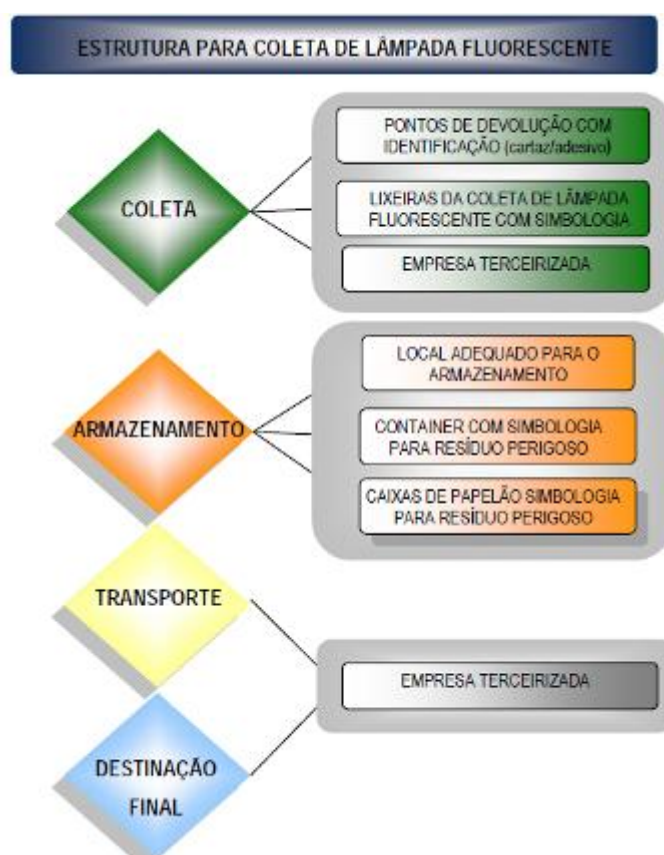 ESTRUTURA PARA COLETA DE LÂMPADA FLUORESCENTE
COLETA
PONTOS DE DEVOLUÇÃO COM
IDENTIFICAÇÃO (cartaz/adesivo)
LIXEIRAS DA COLETA DE LÂMPADA
FLUORESCENTE COM SIMBOLOGIA
EMPRESA TERCEIRIZADA
ARMAZENAMENTO
LOCAL ADEQUADO PARA O
ARMAZENAMENTO
CONTAINER COM SIMBOLOGIA
PARA RESÍDUO PERIGOSO
CAIXAS DE PAPELÃO SIMBOLOGIA
PARA RESÍDUO PERIGOSO
TRANSPORTE
EMPRESA TERCEIRIZADA
DESTINAÇÃO
FINAL